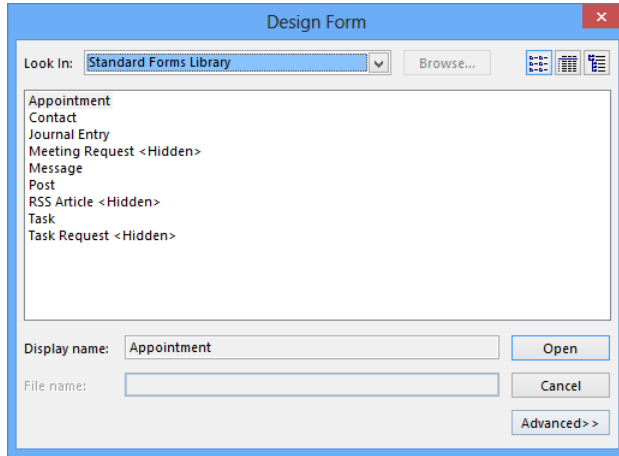 Design Form
Look In: Standard Forms Library Browse...
Appointment
Contact
Journal Entry
Meeting Request <Hidden>
Message
Post
RSS Article <Hidden>
Task
Task Request <Hidden>
Display name: Appointment Open
File name: Cancel
Advanced>>